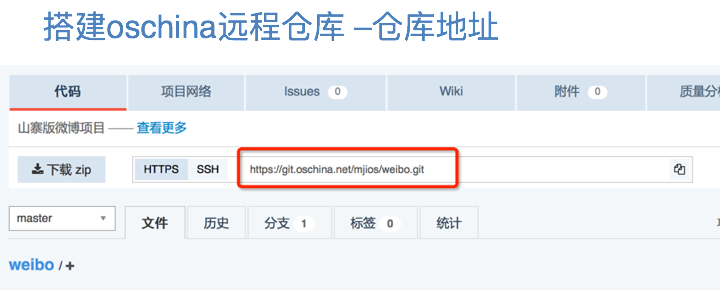 搭建oschina远程仓库 –仓库地址
代码 项目网络 Issues 0 Wiki 附件 0 质量分析
山寨版微博项目 —— 查看更多
下载 zip HTTPS SSH https://git.oschina.net/mjios/weibo.git
master 文件 历史 分支 1 标签 0 统计
weibo / +